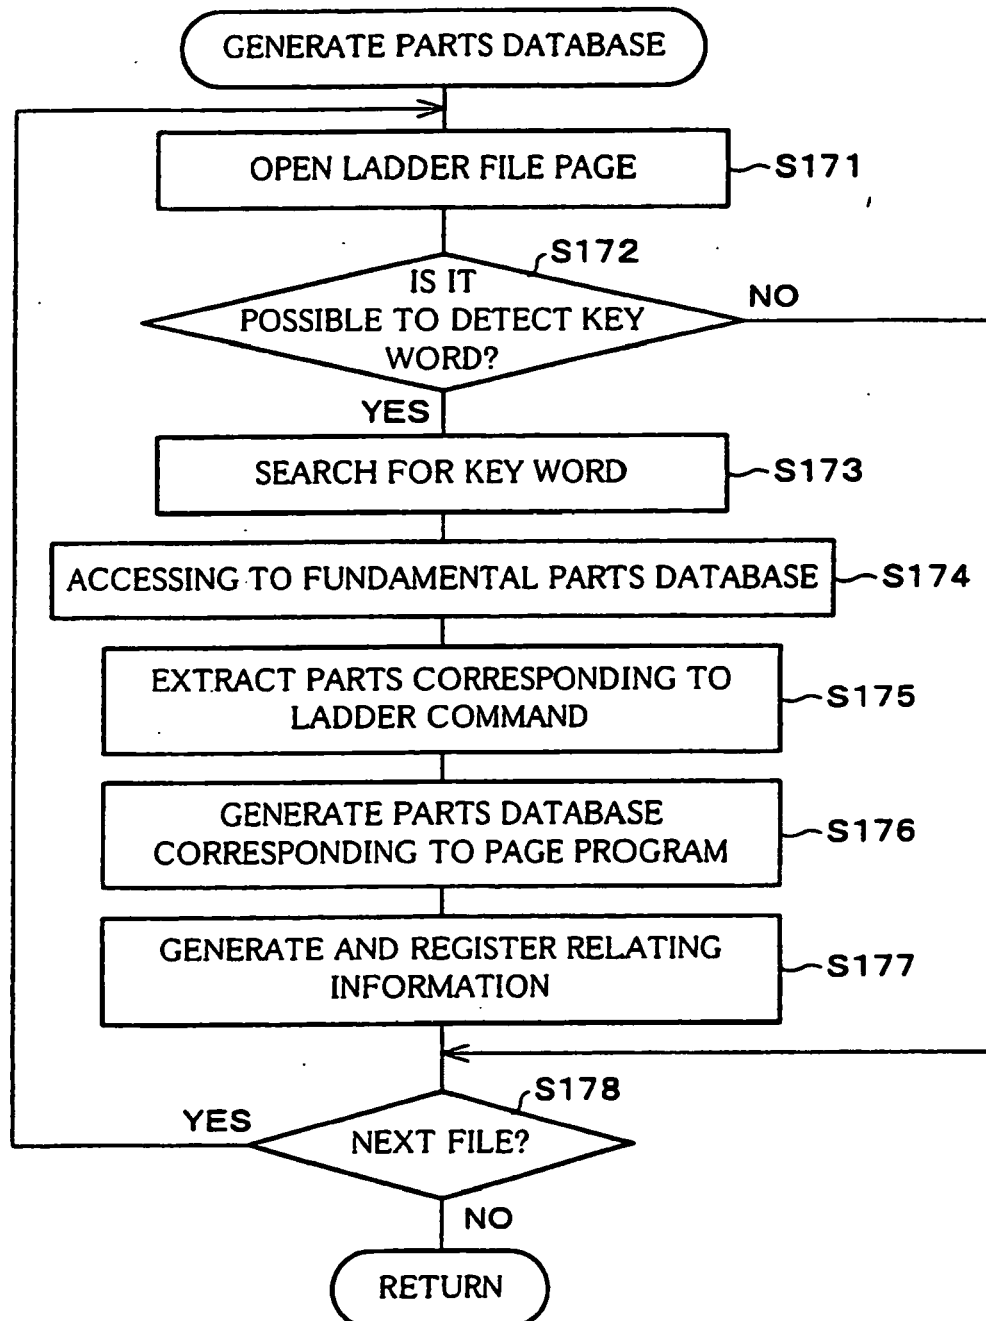 GENERATE PARTS DATABASE
OPEN LADDER FILE PAGE
S171
S172
IS IT
POSSIBLE TO DETECT KEY
WORD?
NO
YES
SEARCH FOR KEY WORD
S173
ACCESSING TO FUNDAMENTAL PARTS DATABASE
S174
EXTRACT PARTS CORRESPONDING TO
LADDER COMMAND
S175
GENERATE PARTS DATABASE
CORRESPONDING TO PAGE PROGRAM
S176
GENERATE AND REGISTER RELATING
INFORMATION
S177
S178
YES
NEXT FILE?
NO
RETURN